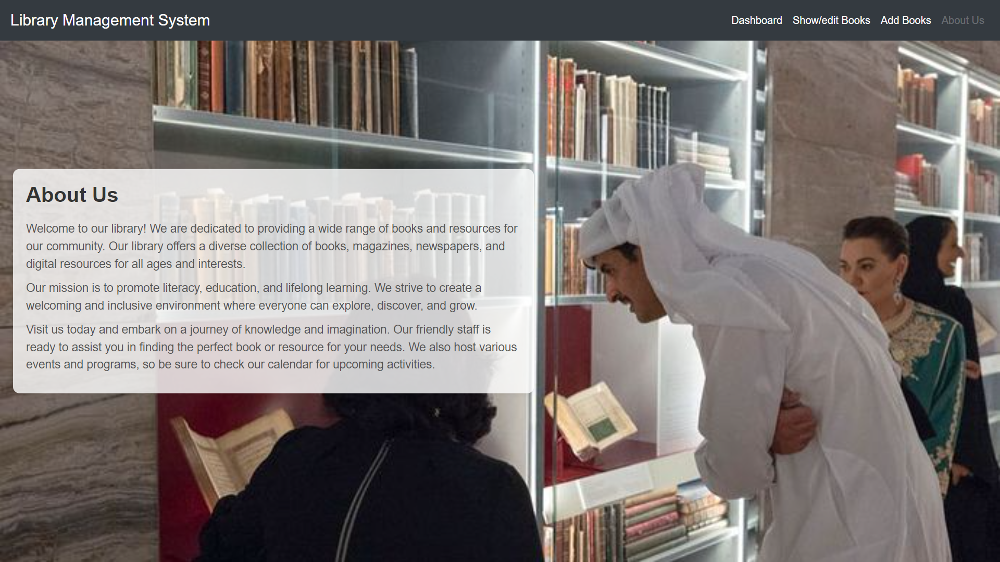 Library Management System
Dashboard Show/edit Books Add Books About Us
About Us
Welcome to our library! We are dedicated to providing a wide range of books and resources for
our community. Our library offers a diverse collection of books, magazines, newspapers, and
digital resources for all ages and interests.
Our mission is to promote literacy, education, and lifelong learning. We strive to create a
welcoming and inclusive environment where everyone can explore, discover, and grow.
Visit us today and embark on a journey of knowledge and imagination. Our friendly staff is
ready to assist you in finding the perfect book or resource for your needs. We also host various
events and programs, so be sure to check our calendar for upcoming activities.